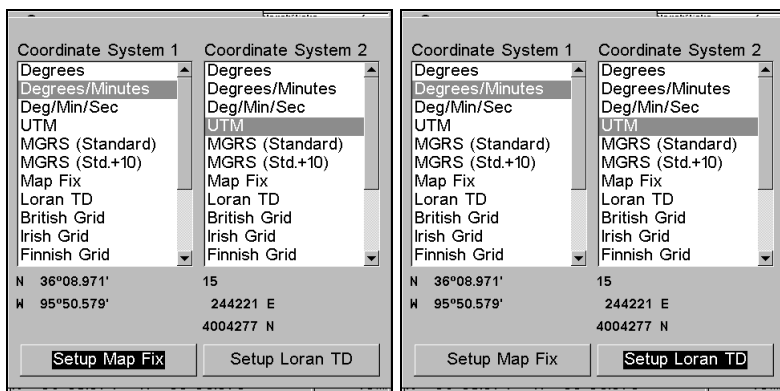 Coordinate System 1
Degrees
Degrees/Minutes
Deg/Min/Sec
UTM
MGRS (Standard)
MGRS (Std.+10)
Map Fix
Loran TD
British Grid
Irish Grid
Finnish Grid
N 36º08.971'
W 95º50.579'
Coordinate System 2
Degrees
Degrees/Minutes
Deg/Min/Sec
UTM
MGRS (Standard)
MGRS (Std.+10)
Map Fix
Loran TD
British Grid
Irish Grid
Finnish Grid
15
244221 E
4004277 N
Setup Map Fix
Setup Loran TD
Coordinate System 1
Degrees
Degrees/Minutes
Deg/Min/Sec
UTM
MGRS (Standard)
MGRS (Std.+10)
Map Fix
Loran TD
British Grid
Irish Grid
Finnish Grid
N 36º08.971'
W 95º50.579'
Coordinate System 2
Degrees
Degrees/Minutes
Deg/Min/Sec
UTM
MGRS (Standard)
MGRS (Std.+10)
Map Fix
Loran TD
British Grid
Irish Grid
Finnish Grid
15
244221 E
4004277 N
Setup Map Fix
Setup Loran TD